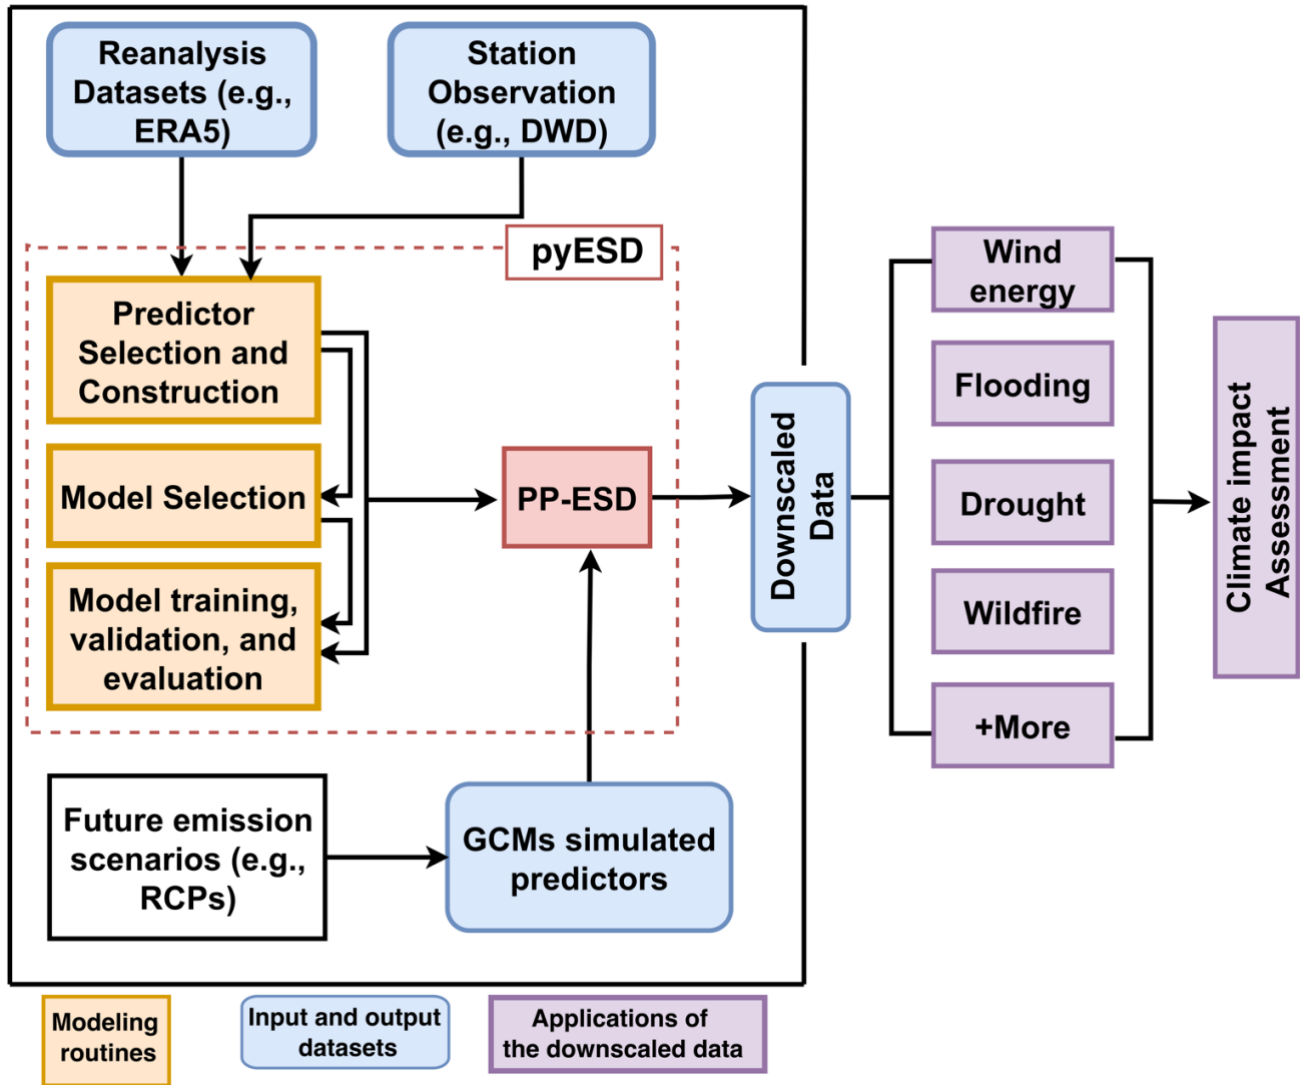 Reanalysis
Datasets (e.g.,
ERA5)
Station
Observation
(e.g., DWD)
pyESD
Predictor
Selection and
Construction
Model Selection
Model training,
validation, and
evaluation
PP-ESD
Future emission
scenarios (e.g.,
RCPs)
GCMs simulated
predictors
Downscaled
Data
Wind
energy
Flooding
Drought
Wildfire
+More
Climate impact
Assessment
Modeling
routines
Input and output
datasets
Applications of
the downscaled data